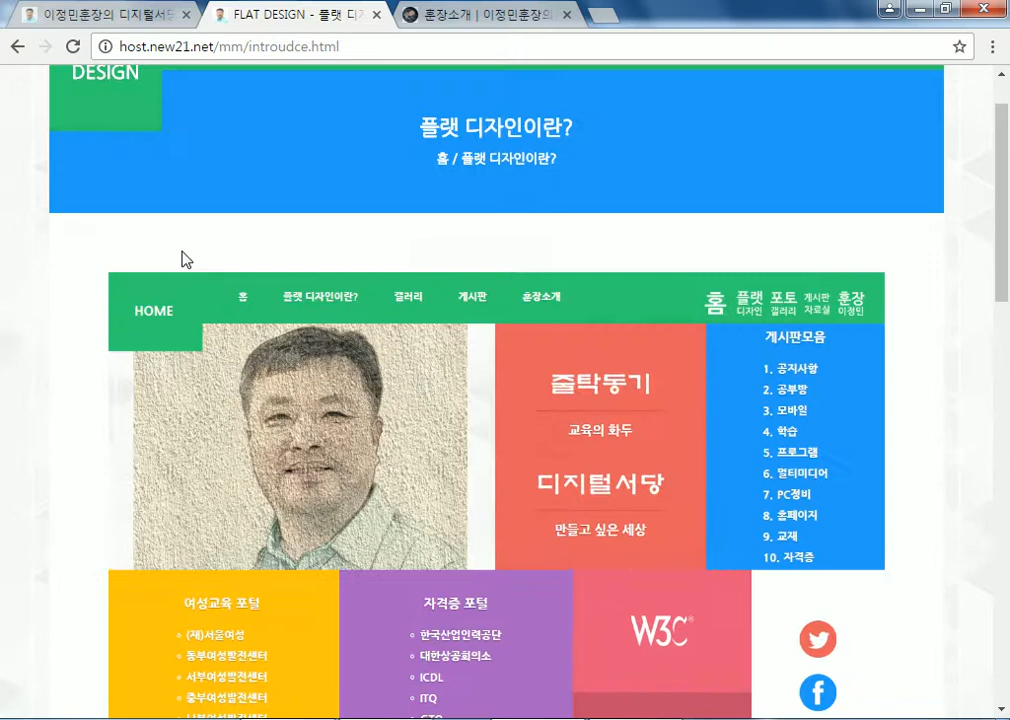 이정민훈장의 디지털서당
FLAT DESIGN - 플랫 디자
훈장소개 | 이정민훈장의
host.new21.net/mm/introudce.html
DESIGN
플랫 디자인이란?
홈 / 플랫 디자인이란?
HOME
홈 플랫 디자인이란? 갤러리 게시판 훈장소개
홈 플랫 포토 게시판 훈장
디자인 갤러리 자료실 이정민
줄탁동기
교육의 화두
디지털서당
만들고 싶은 세상
게시판모음
1. 공지사항
2. 공부방
3. 모바일
4. 학습
5. 프로그램
6. 멀티미디어
7. PC정비
8. 홈페이지
9. 교재
10. 자격증
여성교육 포털
(재)서울여성
동부여성발전센터
서부여성발전센터
중부여성발전센터
자격증 포털
한국산업인력공단
대한상공회의소
ICDL
ITQ
GTQ
W3C®